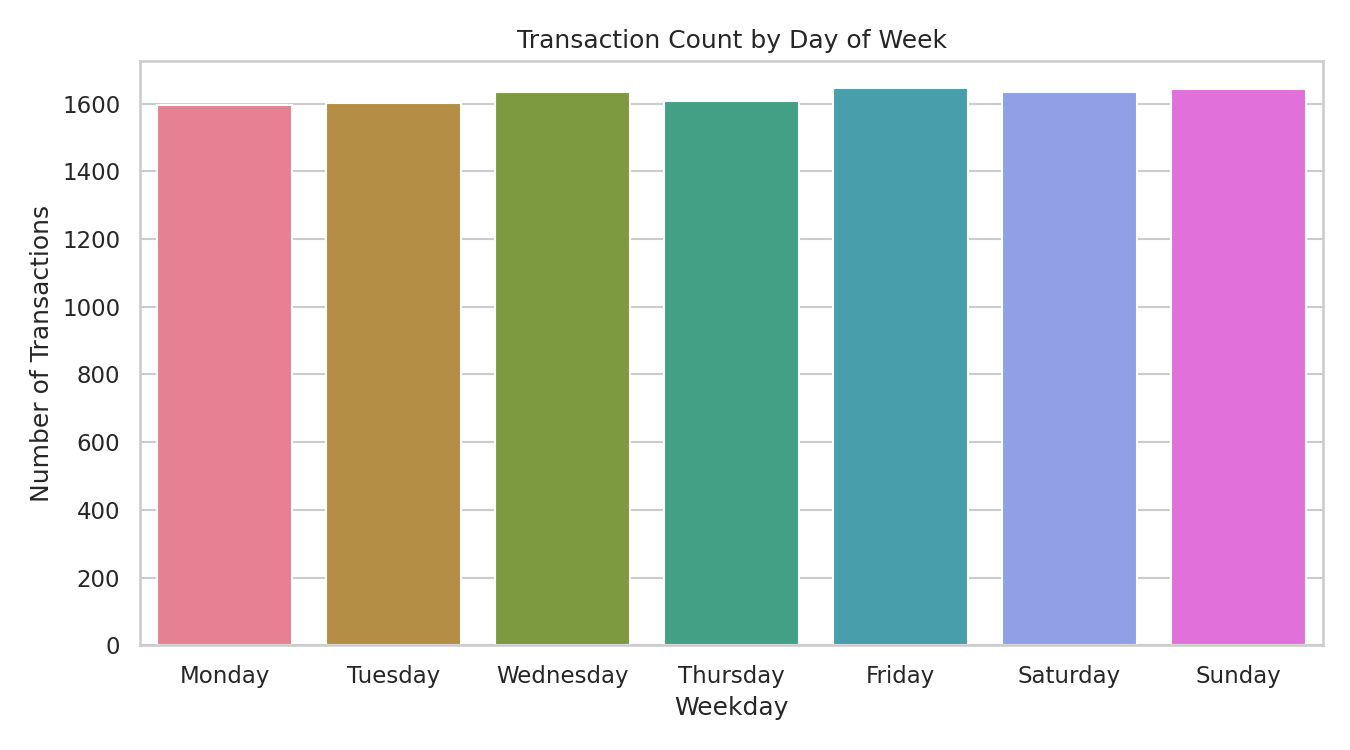 Transaction Count by Day of Week
Number of Transactions
1600
1400
1200
1000
800
600
400
200
0
Monday Tuesday Wednesday Thursday Friday Saturday Sunday
Weekday